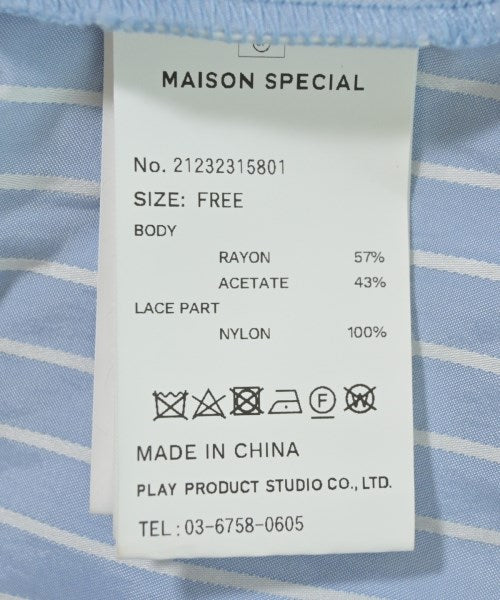 MAISON SPECIAL
No. 21232315801
SIZE: FREE
BODY
RAYON 57%
ACETATE 43%
LACE PART
NYLON 100%
F W
MADE IN CHINA
PLAY PRODUCT STUDIO CO., LTD.
TEL : 03-6758-0605